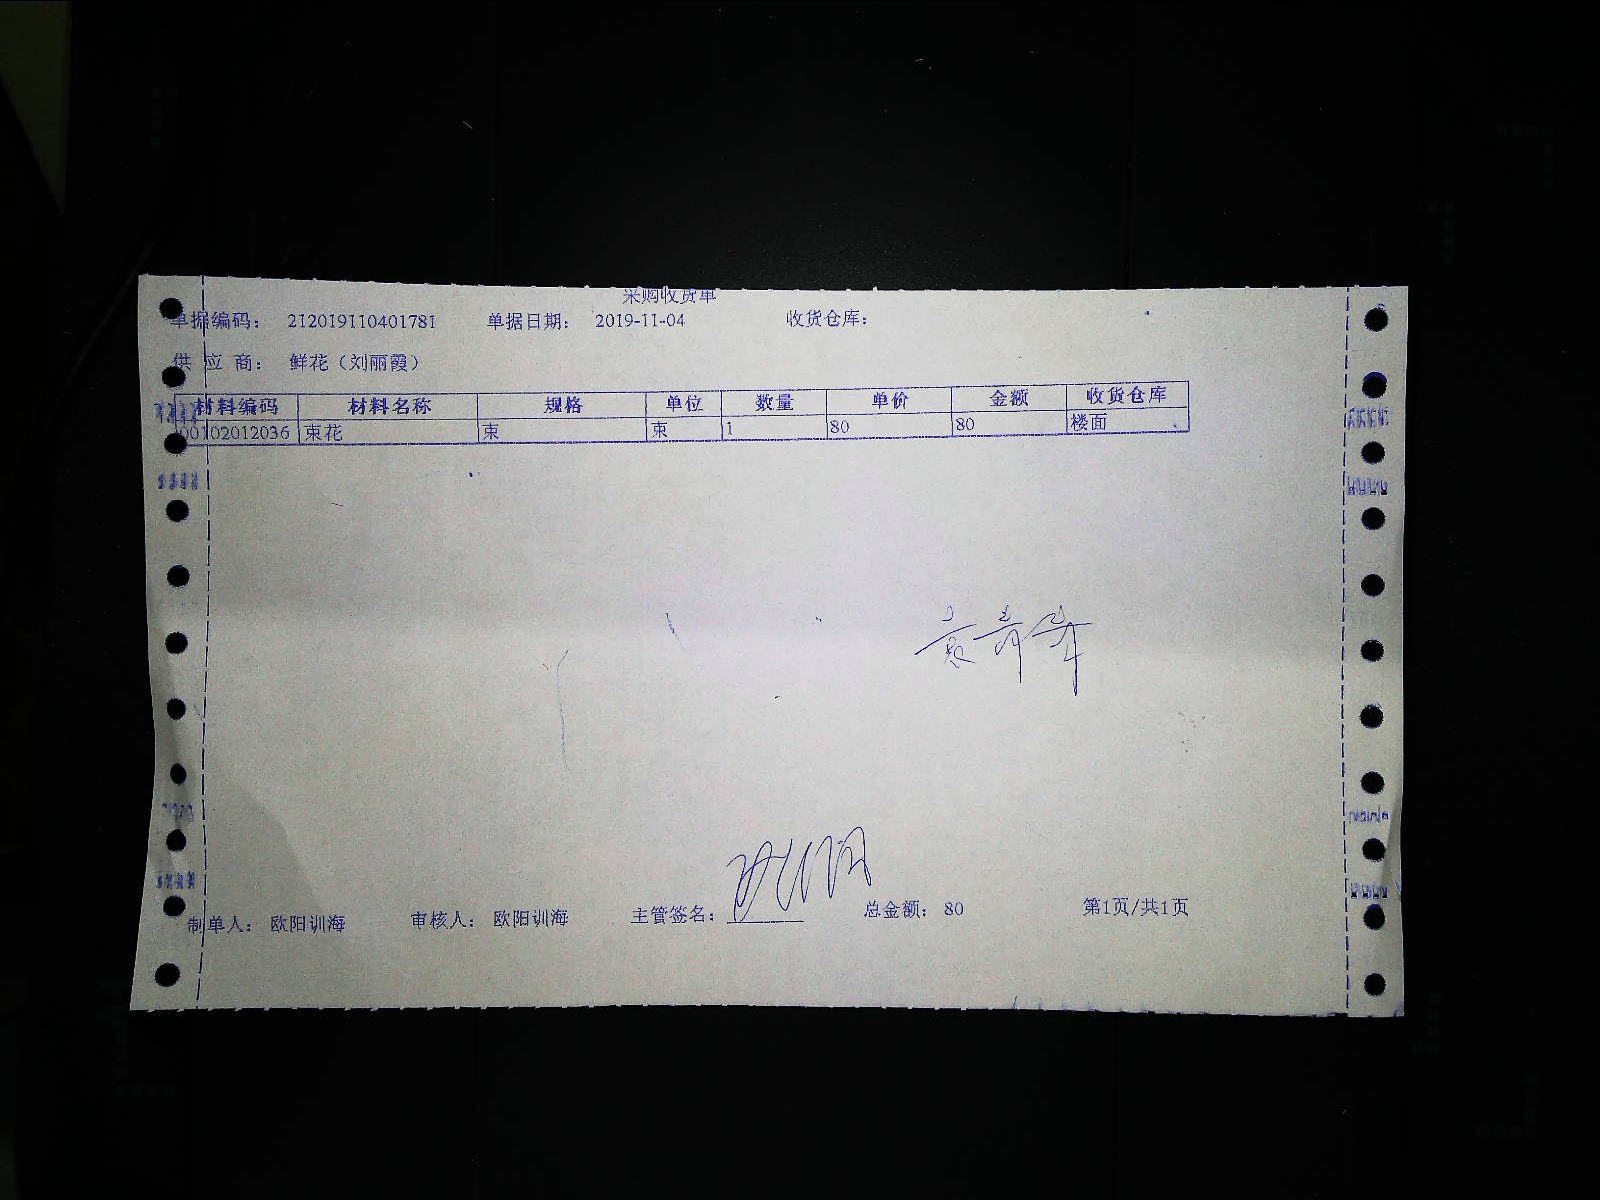 采购收货单
单据编码： 212019110401781 单据日期： 2019-11-04 收货仓库：
供 应 商： 鲜花（刘丽霞）
材料编码 材料名称 规格 单位 数量 单价 金额 收货仓库
00102012036 束花 束 束 1 80 80 楼面
制单人： 欧阳训海 审核人： 欧阳训海 主管签名： 总金额： 80 第1页/共1页